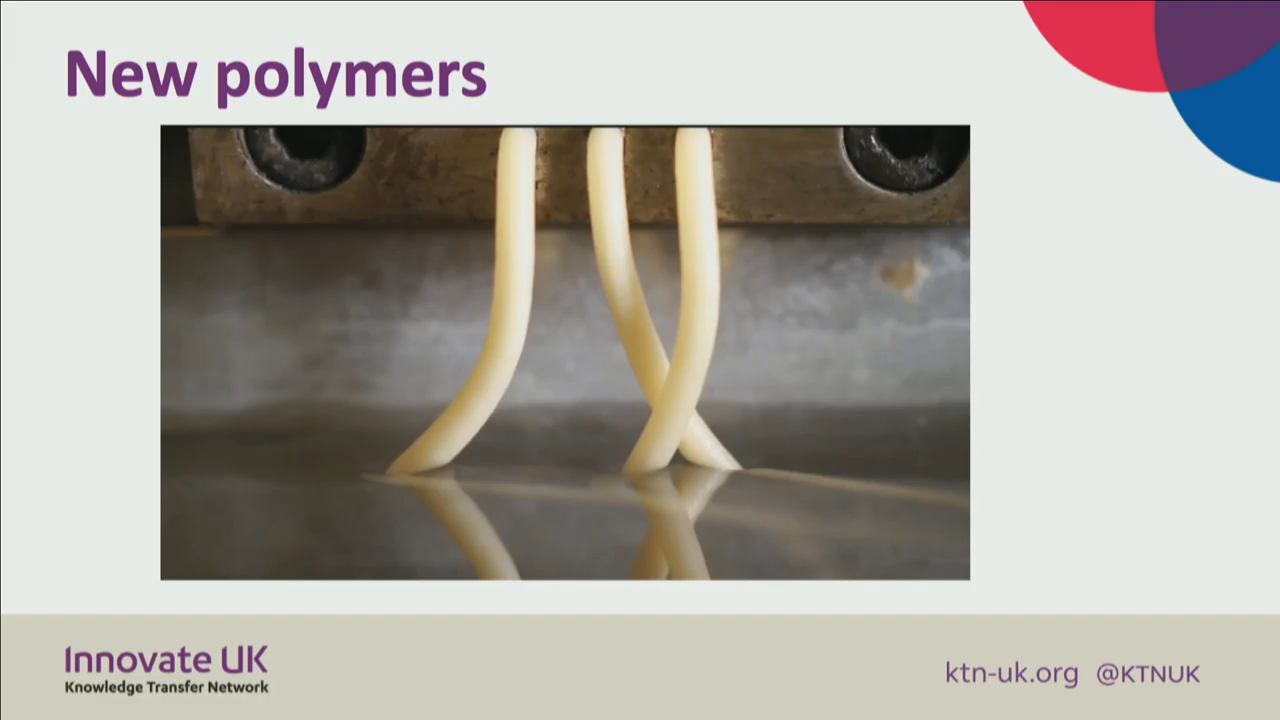 New polymers
Innovate UK
Knowledge Transfer Network
ktn-uk.org @KTNUK